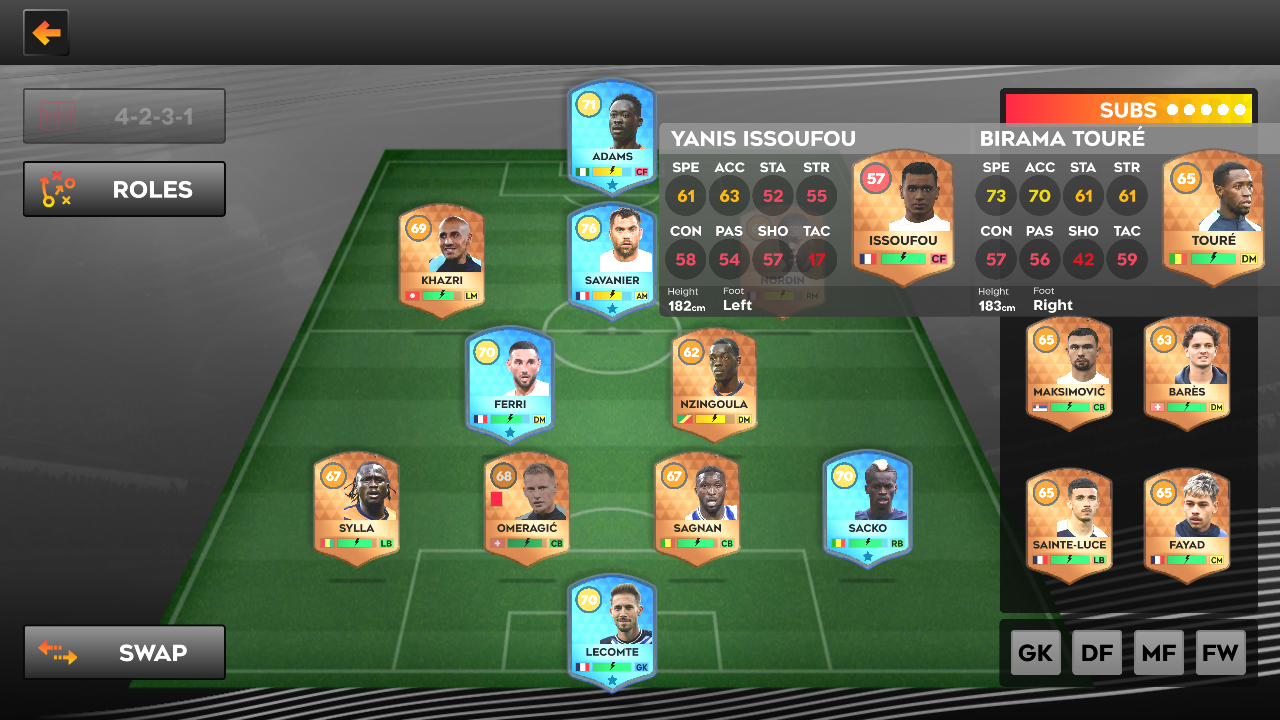 4-2-3-1
ROLES
SWAP
71
ADAMS
CF
69
KHAZRI
LM
76
SAVANIER
AM
NORDIN
RM
70
FERRI
DM
62
NZINGOULA
DM
67
SYLLA
LB
68
OMERAGIĆ
CB
67
SAGNAN
CB
70
SACKO
RB
70
LECOMTE
GK
SUBS
YANIS ISSOUFOU
SPE ACC STA STR
61 63 52 55
CON PAS SHO TAC
58 54 57 17
Height Foot
182cm Left
57
ISSOUFOU
CF
BIRAMA TOURÉ
SPE ACC STA STR
73 70 61 61
CON PAS SHO TAC
57 56 42 59
Height Foot
183cm Right
65
TOURÉ
DM
65
MAKSIMOVIĆ
CB
63
BARÈS
DM
65
SAINTE-LUCE
LB
65
FAYAD
CM
GK DF MF FW